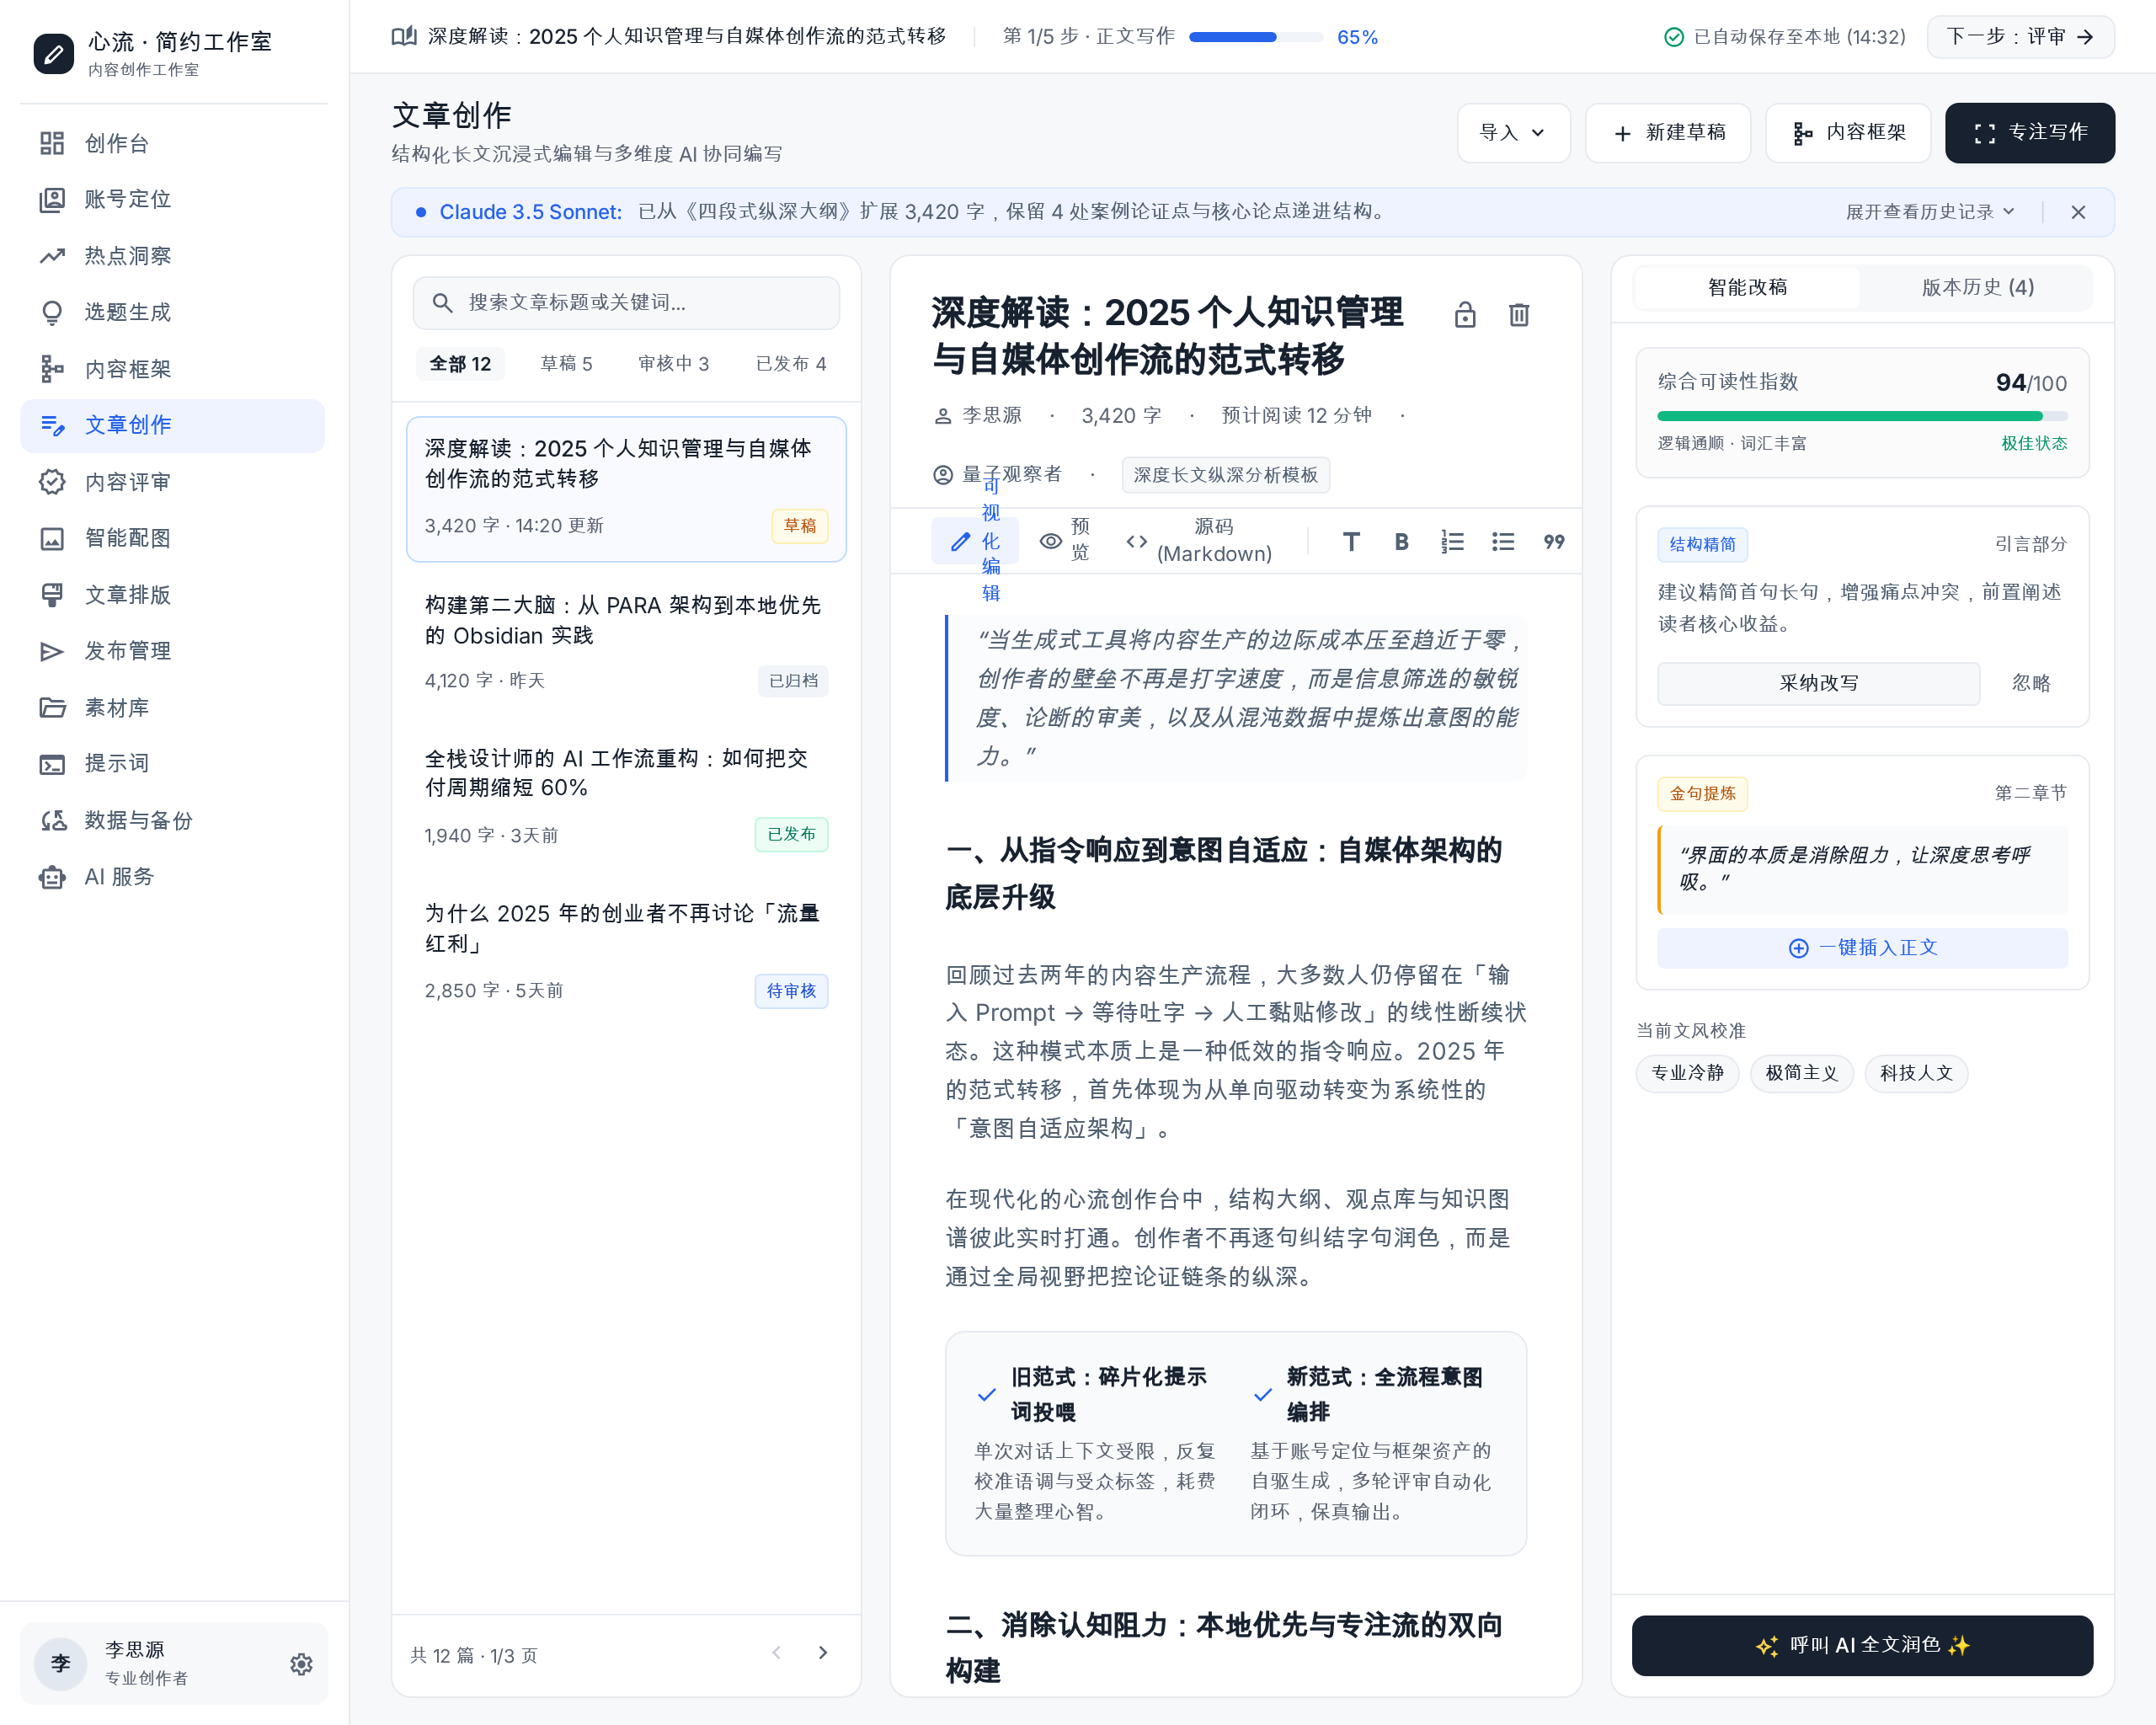 心流 · 简约工作室
内容创作工作室
创作台
账号定位
热点洞察
选题生成
内容框架
文章创作
内容评审
智能配图
文章排版
发布管理
素材库
提示词
数据与备份
AI 服务
李
李思源
专业创作者
深度解读：2025 个人知识管理与自媒体创作流的范式转移
第 1/5 步 · 正文写作
65%
已自动保存至本地 (14:32)
下一步：评审 →
文章创作
结构化长文沉浸式编辑与多维度 AI 协同编写
导入
新建草稿
内容框架
专注写作
Claude 3.5 Sonnet: 已从《四段式纵深大纲》扩展 3,420 字，保留 4 处案例论证点与核心论点递进结构。
展开查看历史记录
搜索文章标题或关键词...
全部 12
草稿 5
审核中 3
已发布 4
深度解读：2025 个人知识管理与自媒体
创作流的范式转移
3,420 字 · 14:20 更新
草稿
构建第二大脑：从 PARA 架构到本地优先
的 Obsidian 实践
4,120 字 · 昨天
已归档
全栈设计师的 AI 工作流重构：如何把交
付周期缩短 60%
1,940 字 · 3天前
已发布
为什么 2025 年的创业者不再讨论「流量
红利」
2,850 字 · 5天前
待审核
共 12 篇 · 1/3 页
深度解读：2025 个人知识管理
与自媒体创作流的范式转移
李思源 · 3,420 字 · 预计阅读 12 分钟 ·
量子观察者 · 深度长文纵深分析模板
可
视
化
编
辑
预
览
源码
(Markdown)
T B
“当生成式工具将内容生产的边际成本压至趋近于零，
创作者的壁垒不再是打字速度，而是信息筛选的敏锐
度、论断的审美，以及从混沌数据中提炼出意图的能
力。”
一、从指令响应到意图自适应：自媒体架构的
底层升级
回顾过去两年的内容生产流程，大多数人仍停留在「输
入 Prompt → 等待吐字 → 人工黏贴修改」的线性断续状
态。这种模式本质上是一种低效的指令响应。2025 年
的范式转移，首先体现为从单向驱动转变为系统性的
「意图自适应架构」。
在现代化的心流创作台中，结构大纲、观点库与知识图
谱彼此实时打通。创作者不再逐句纠结字句润色，而是
通过全局视野把控论证链条的纵深。
旧范式：碎片化提示
词投喂
单次对话上下文受限，反复
校准语调与受众标签，耗费
大量整理心智。
新范式：全流程意图
编排
基于账号定位与框架资产的
自驱生成，多轮评审自动化
闭环，保真输出。
二、消除认知阻力：本地优先与专注流的双向
构建
智能改稿
版本历史 (4)
综合可读性指数
94/100
逻辑通顺 · 词汇丰富
极佳状态
结构精简
引言部分
建议精简首句长句，增强痛点冲突，前置阐述
读者核心收益。
采纳改写
忽略
金句提炼
第二章节
“界面的本质是消除阻力，让深度思考呼
吸。”
一键插入正文
当前文风校准
专业冷静
极简主义
科技人文
呼叫 AI 全文润色 ✨